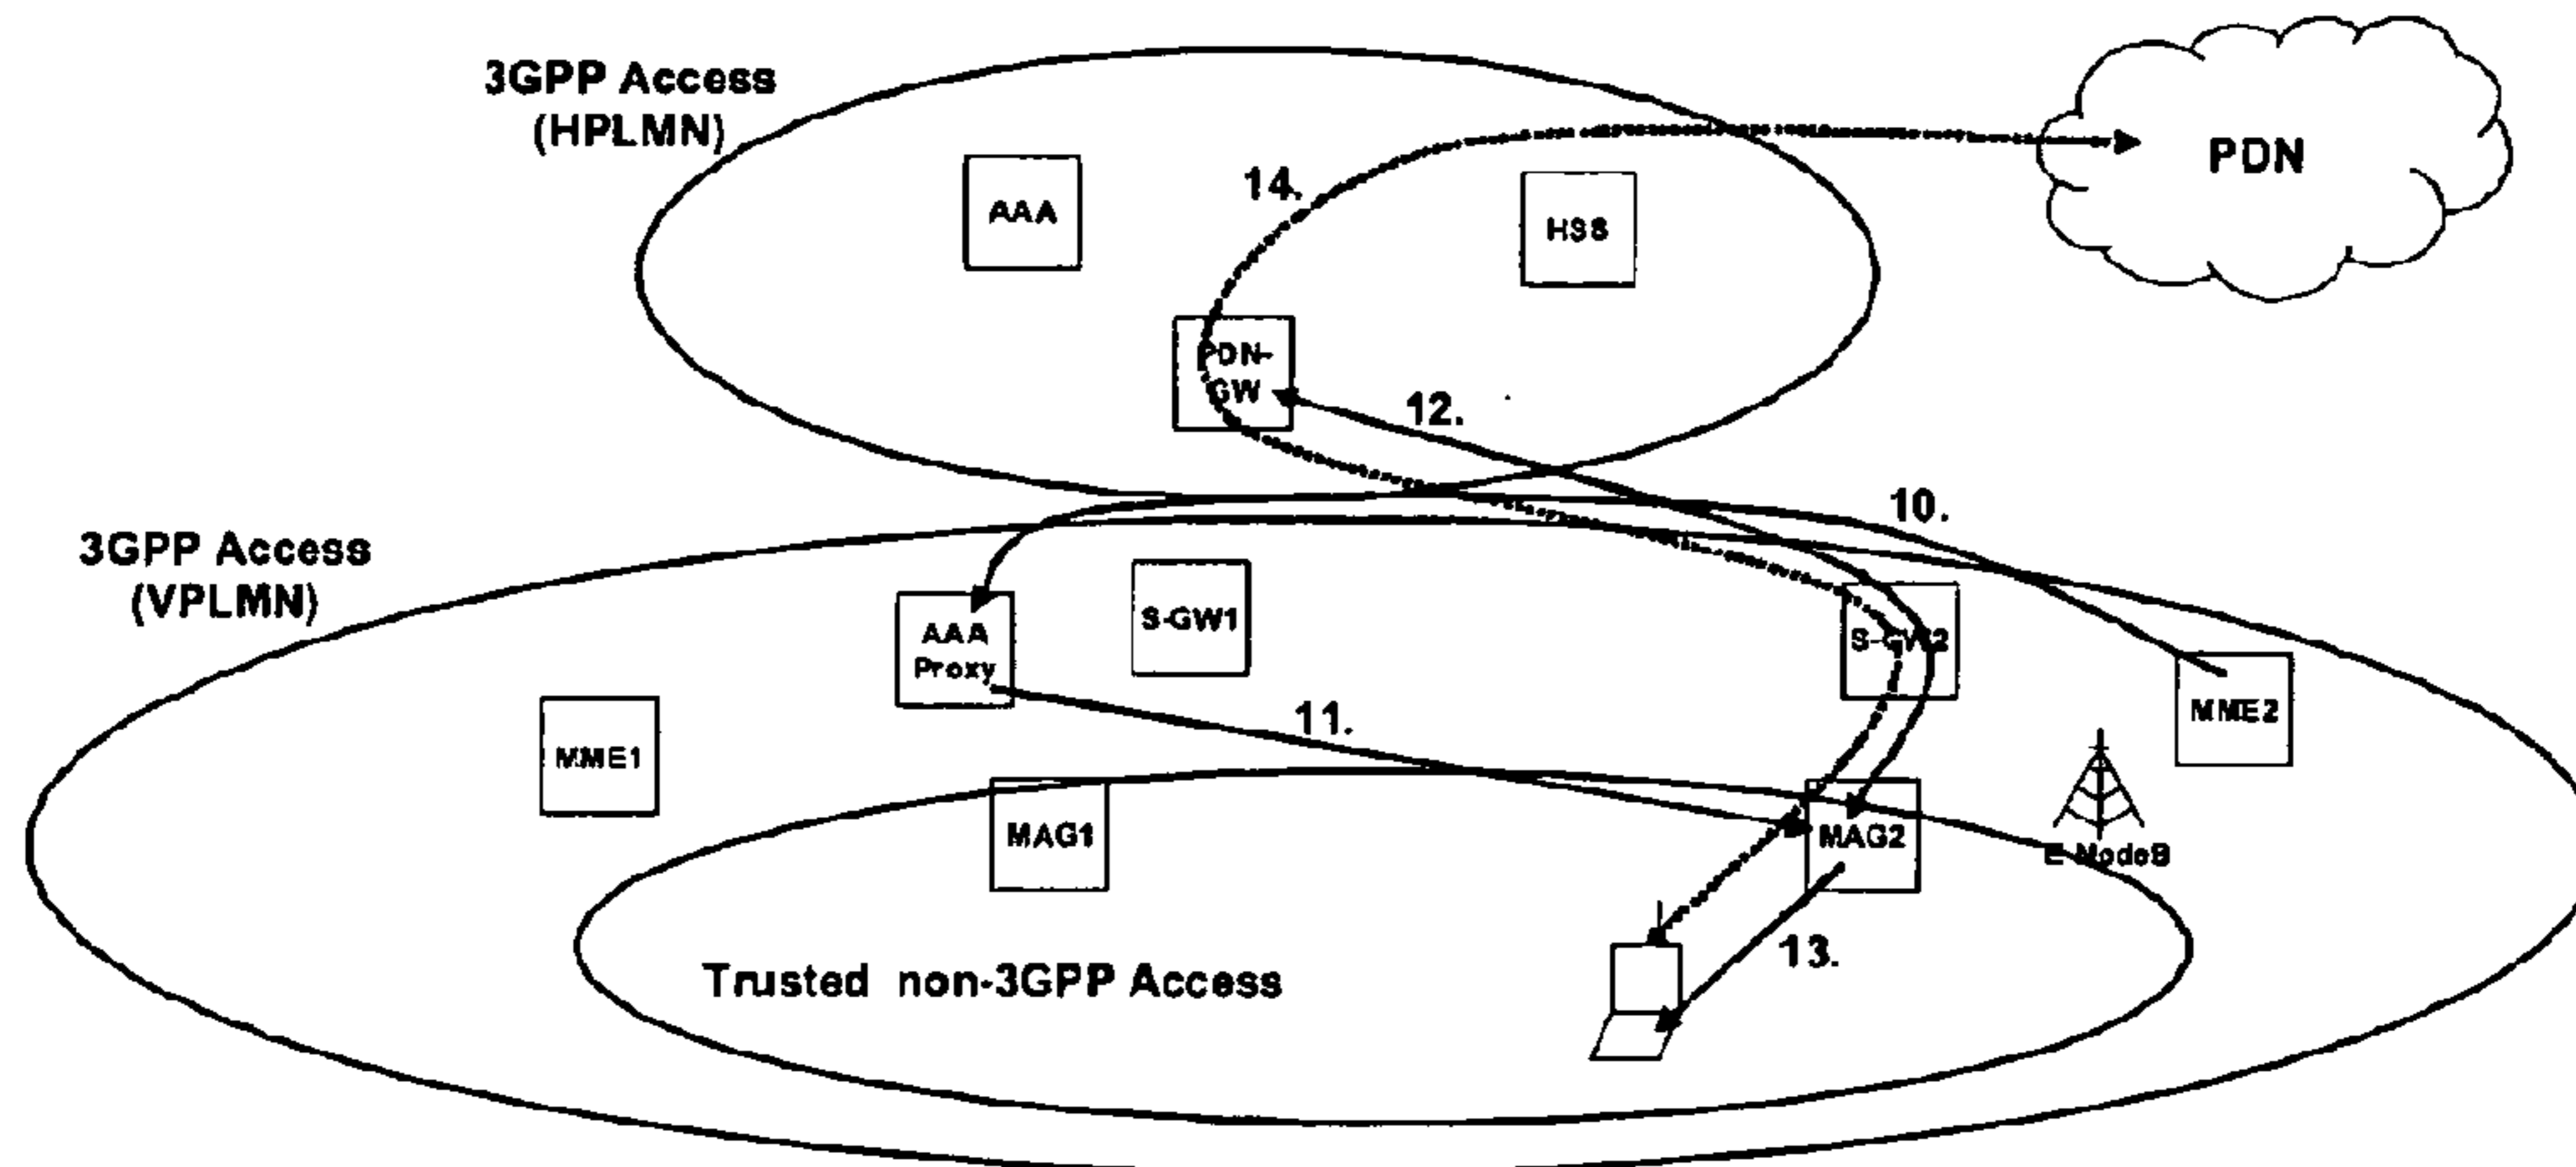 3GPP Access
(HPLMN)
PDN
14.
AAA
HSS
PDN-
GW
12.
10.
3GPP Access
(VPLMN)
S-GW1
AAA
Proxy
S-GW2
MME2
11.
MME1
MAG1
MAG2
E-NodeB
13.
Trusted non-3GPP Access